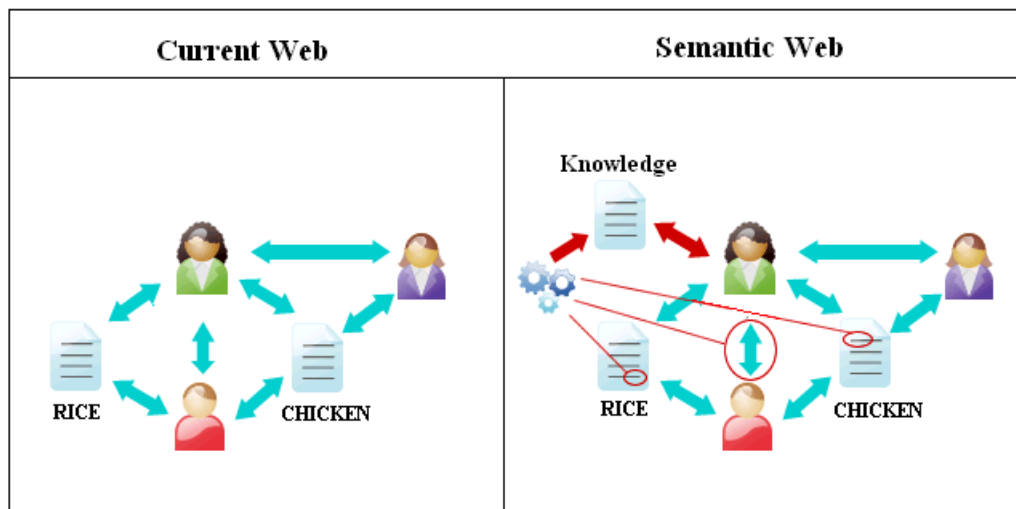 Current Web
Semantic Web
RICE
CHICKEN
Knowledge
RICE
CHICKEN